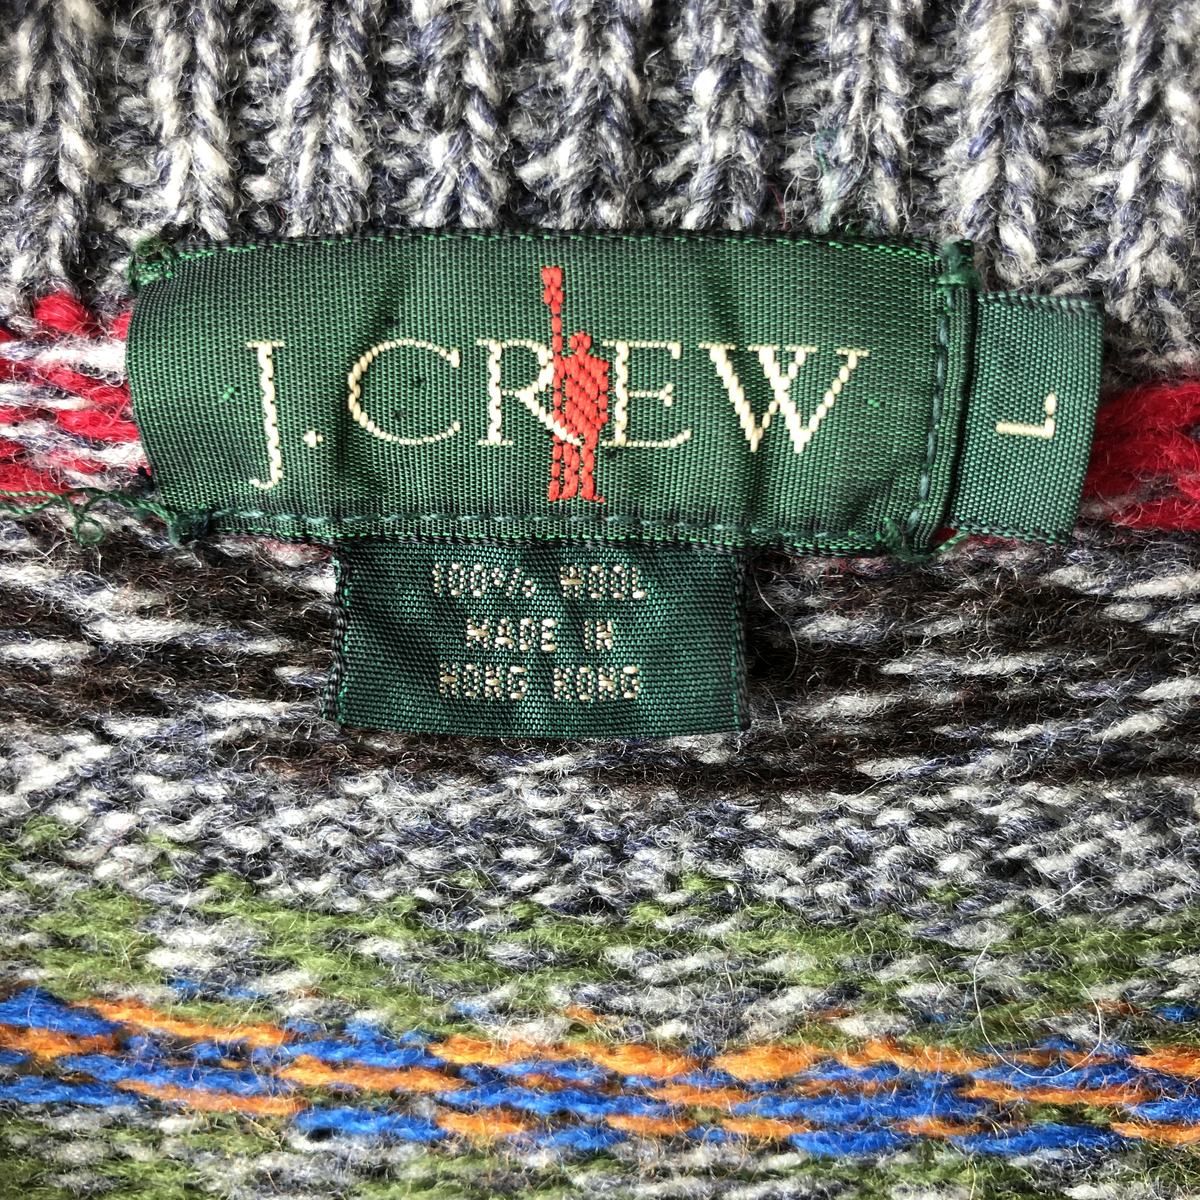 J.CREW
L
100% WOOL
MADE IN
HONG KONG